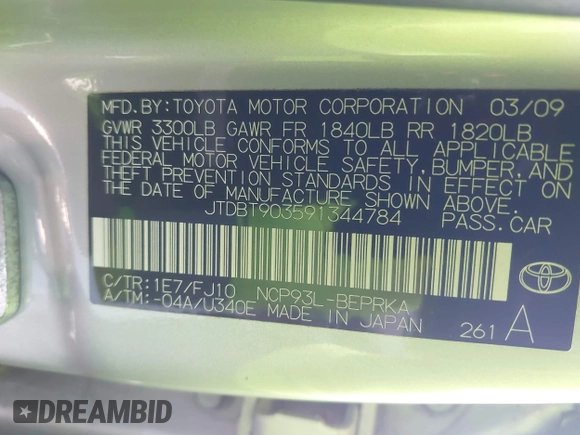 MFD.BY:TOYOTA MOTOR CORPORATION 03/09
GVWR 3300LB GAWR FR 1840LB RR 1820LB
THIS VEHICLE CONFORMS TO ALL APPLICABLE
FEDERAL MOTOR VEHICLE SAFETY,BUMPER,AND
THEFT PREVENTION STANDARDS IN EFFECT ON
THE DATE OF MANUFACTURE SHOWN ABOVE.
JTDBT903591344784 PASS.CAR
C/TR:1E7/FJ10 NCP93L-BEPRKA
A/TM:-04A/U340E MADE IN JAPAN
261 A
TOYOTA
DREAMBID